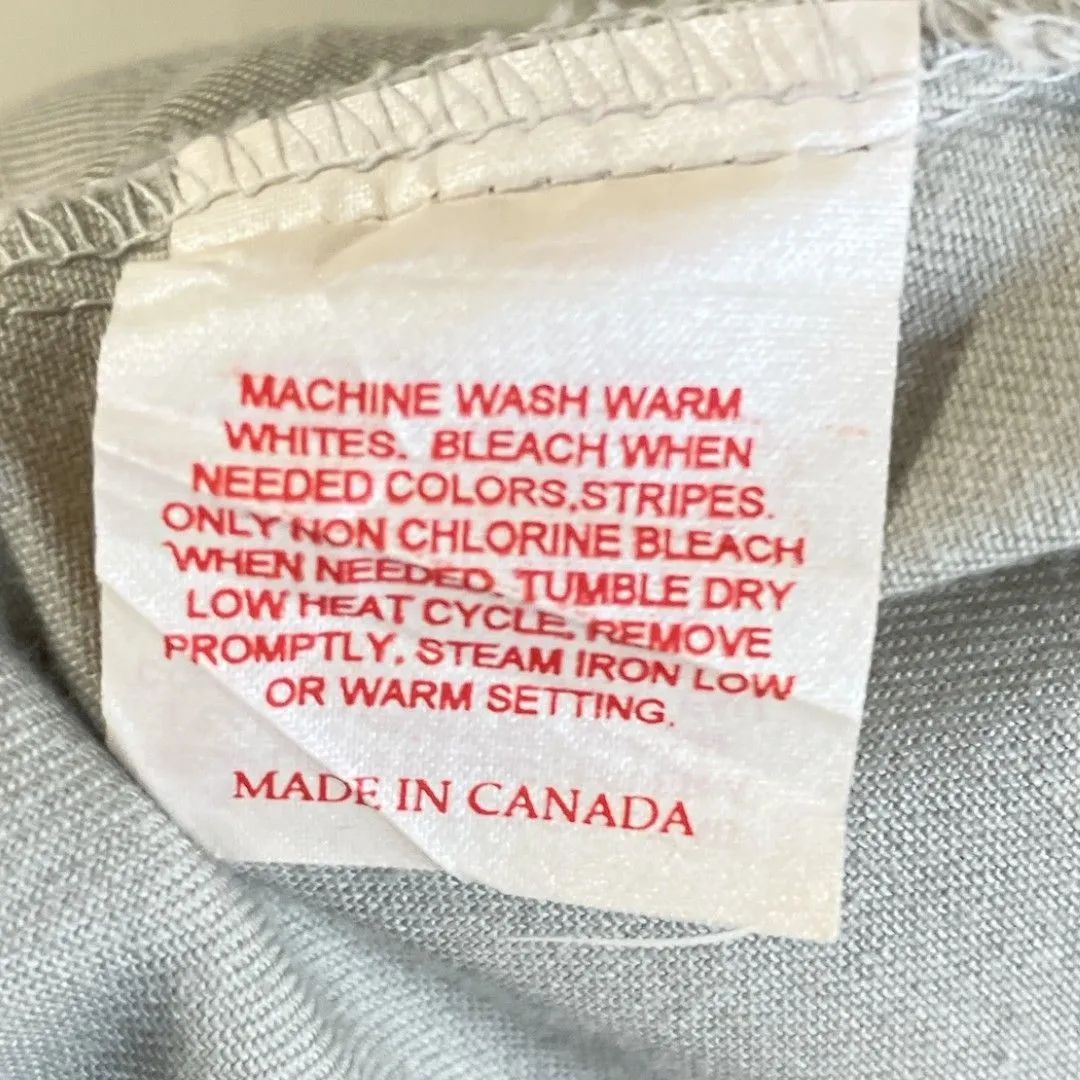 MACHINE WASH WARM
WHITES. BLEACH WHEN
NEEDED COLORS,STRIPES.
ONLY NON CHLORINE BLEACH
WHEN NEEDED. TUMBLE DRY
LOW HEAT CYCLE. REMOVE
PROMPTLY. STEAM IRON LOW
OR WARM SETTING.
MADE IN CANADA